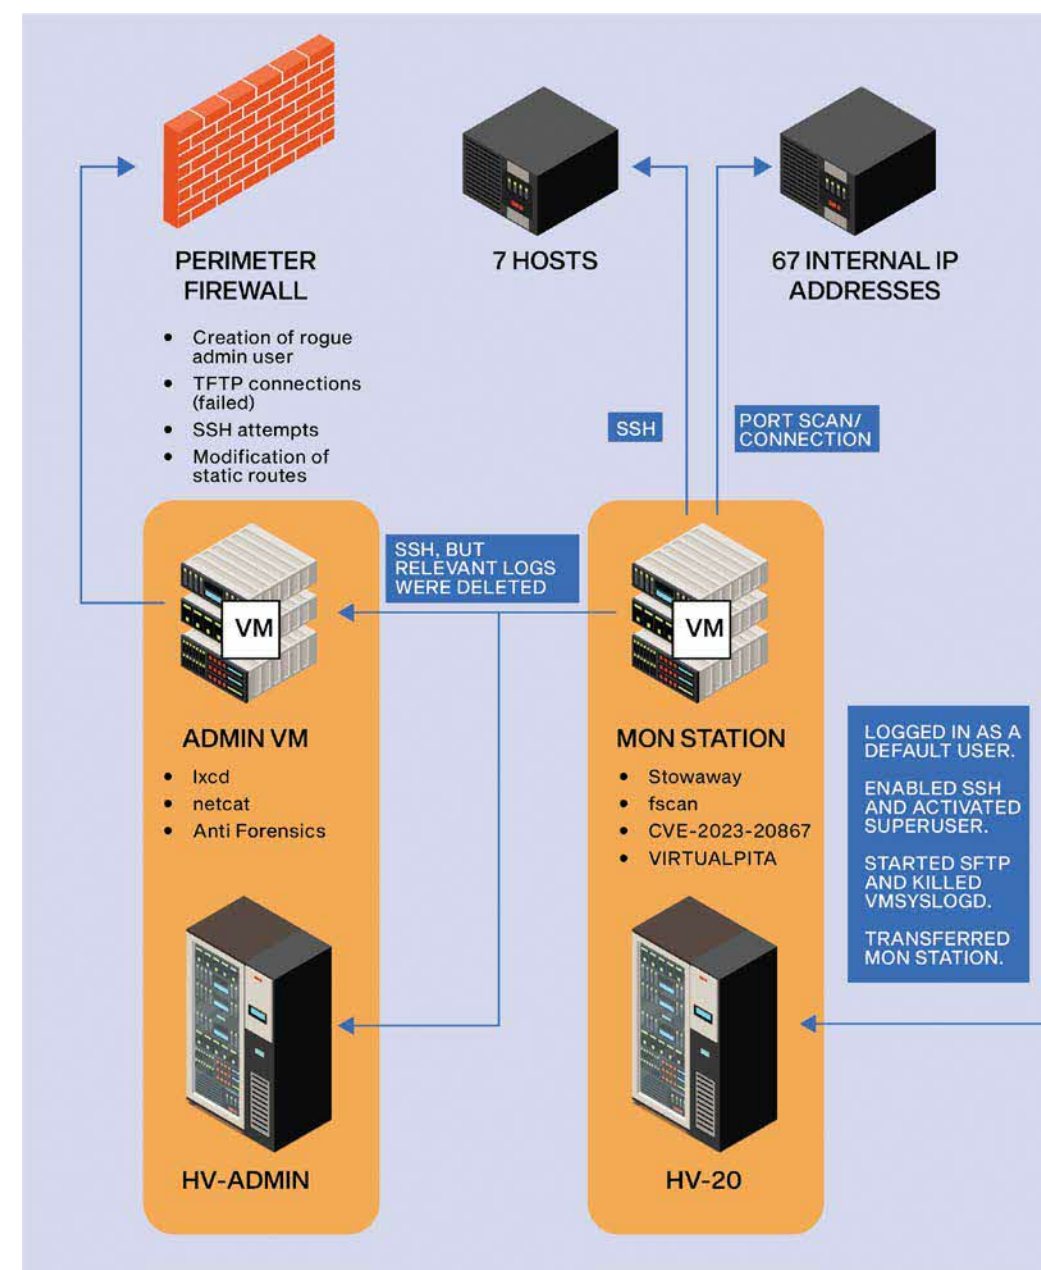 PERIMETER
FIREWALL
• Creation of rogue
admin user
• TFTP connections
(failed)
• SSH attempts
• Modification of
static routes
7 HOSTS
67 INTERNAL IP
ADDRESSES
SSH
PORT SCAN/
CONNECTION
SSH, BUT
RELEVANT LOGS
WERE DELETED
VM
ADMIN VM
• lxcd
• netcat
• Anti Forensics
HV-ADMIN
VM
MON STATION
• Stowaway
• fscan
• CVE-2023-20867
• VIRTUALPITA
HV-20
LOGGED IN AS A
DEFAULT USER.
ENABLED SSH
AND ACTIVATED
SUPERUSER.
STARTED SFTP
AND KILLED
VMSYSLOGD.
TRANSFERRED
MON STATION.